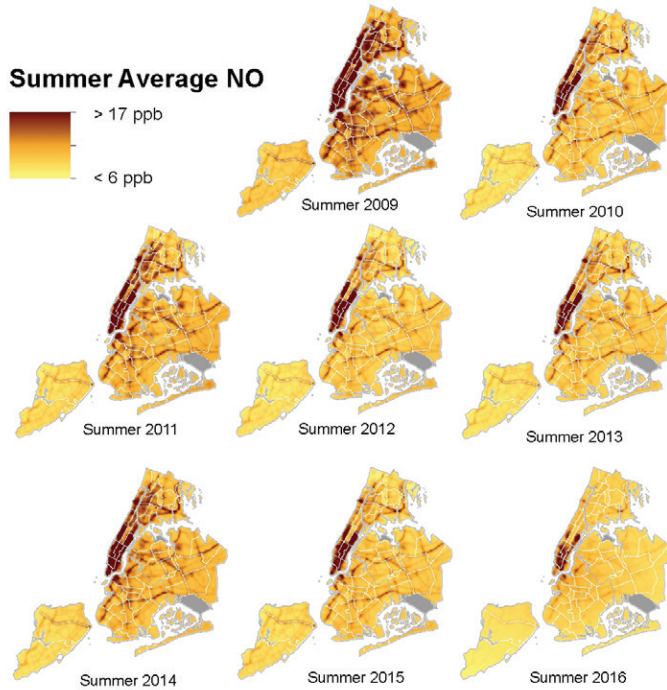 Summer Average NO
> 17 ppb
< 6 ppb
Summer 2009
Summer 2010
Summer 2011
Summer 2012
Summer 2013
Summer 2014
Summer 2015
Summer 2016